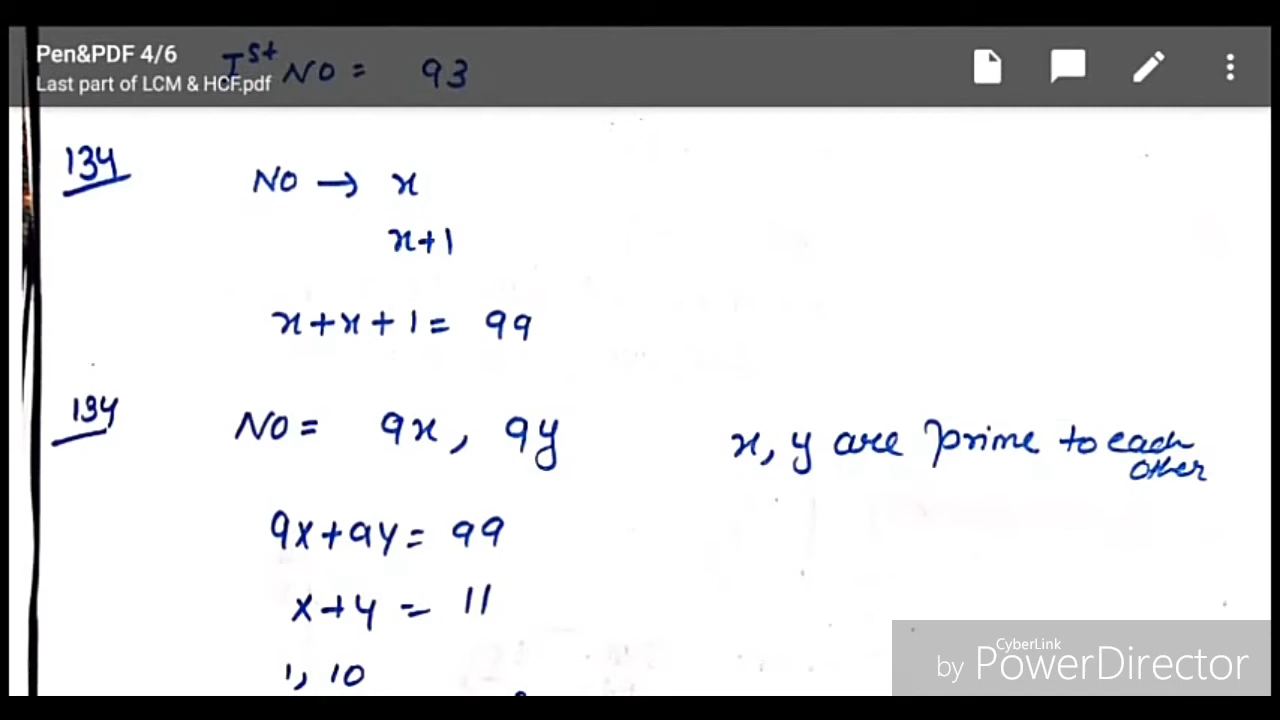 Pen&PDF 4/6
Ist NO = 93
Last part of LCM & HCF.pdf
134
NO → x
x+1
x+x+1= 99
134
NO = 9x, 9y
x, y are prime to each
other
9x+9y= 99
x+y = 11
1, 10
CyberLink
by PowerDirector